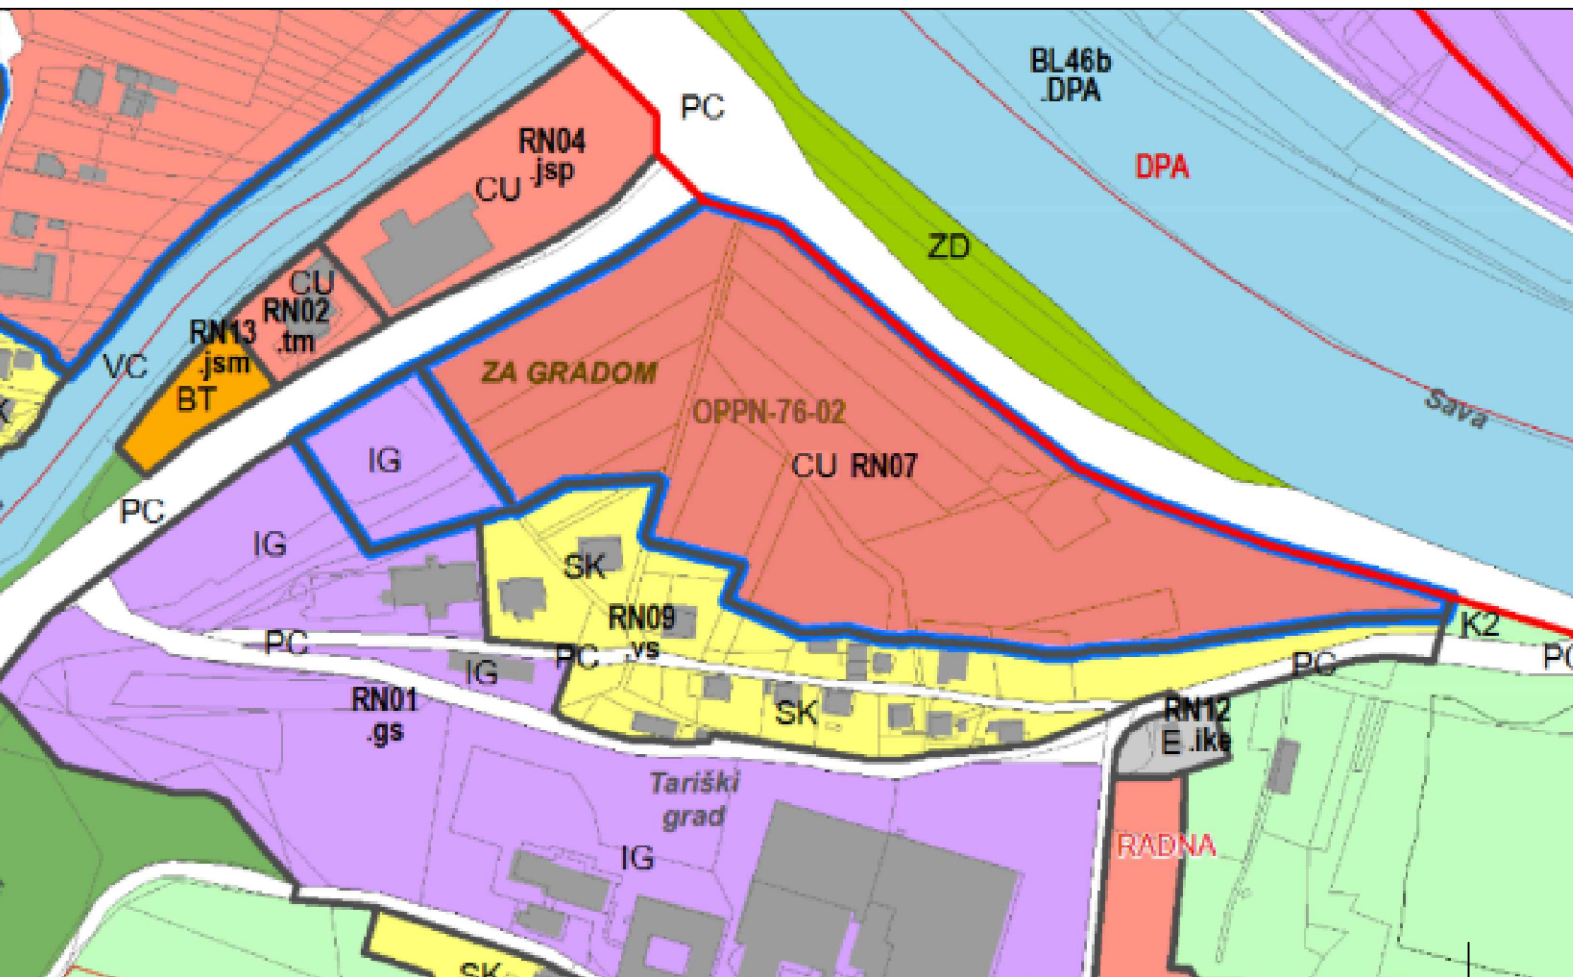 BL46b
.DPA
PC
RN04
.jsp
DPA
CU
ZD
CU
RN02
.tm
RN13
.jsm
VC
ZA GRADOM
BT
OPPN-76-02
Sava
IG
CU RN07
PC
IG
SK
RN09
.vs
K2
PC
PC
PC
PC
IG
RN01
.gs
SK
RN12
E .ike
Tariški
grad
RADNA
IG
SK